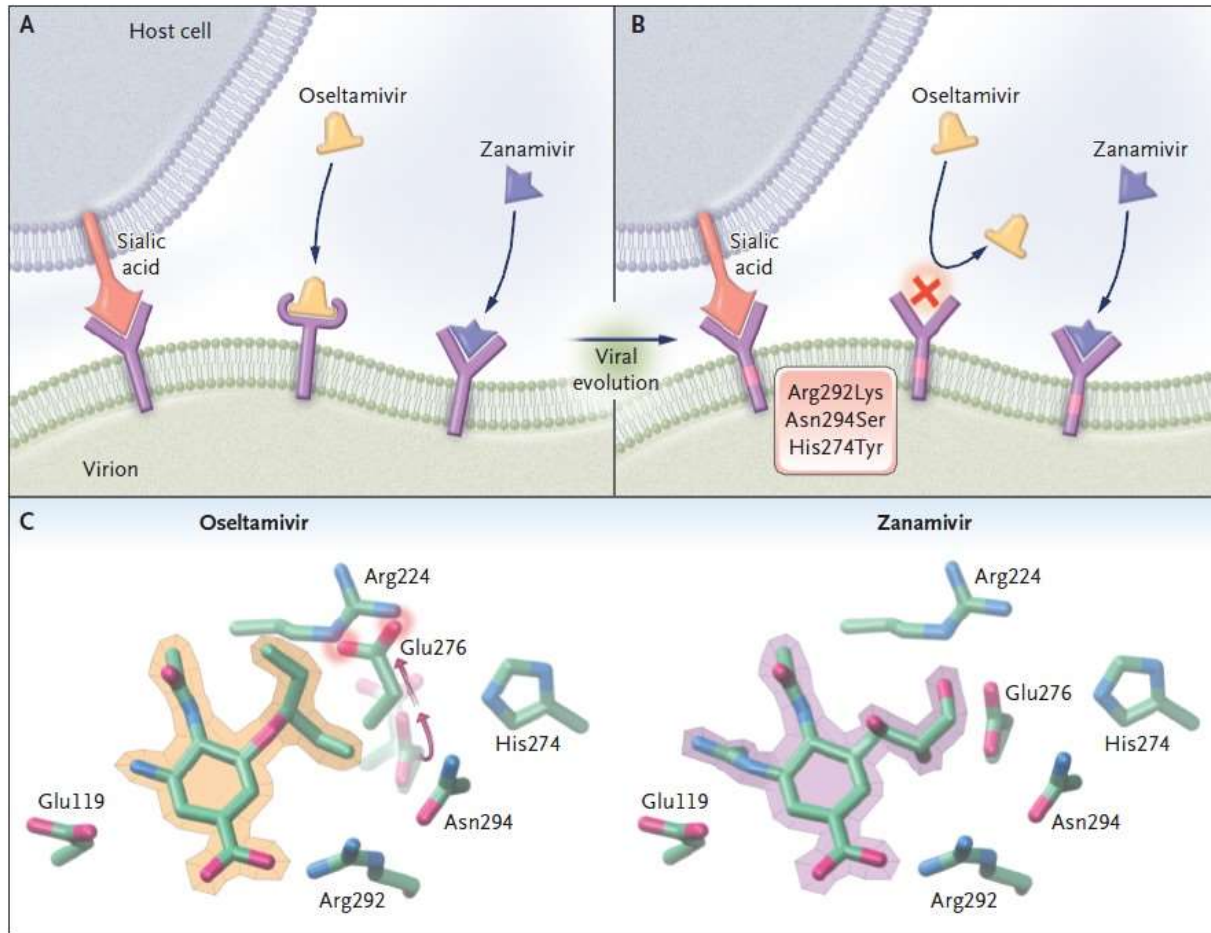 A
Host cell
Oseltamivir
Zanamivir
Sialic
acid
Virion
Viral
evolution
B
Oseltamivir
Zanamivir
Sialic
acid
Arg292Lys
Asn294Ser
His274Tyr
C
Oseltamivir
Arg224
Glu276
His274
Glu119
Asn294
Arg292
Zanamivir
Arg224
Glu276
His274
Glu119
Asn294
Arg292